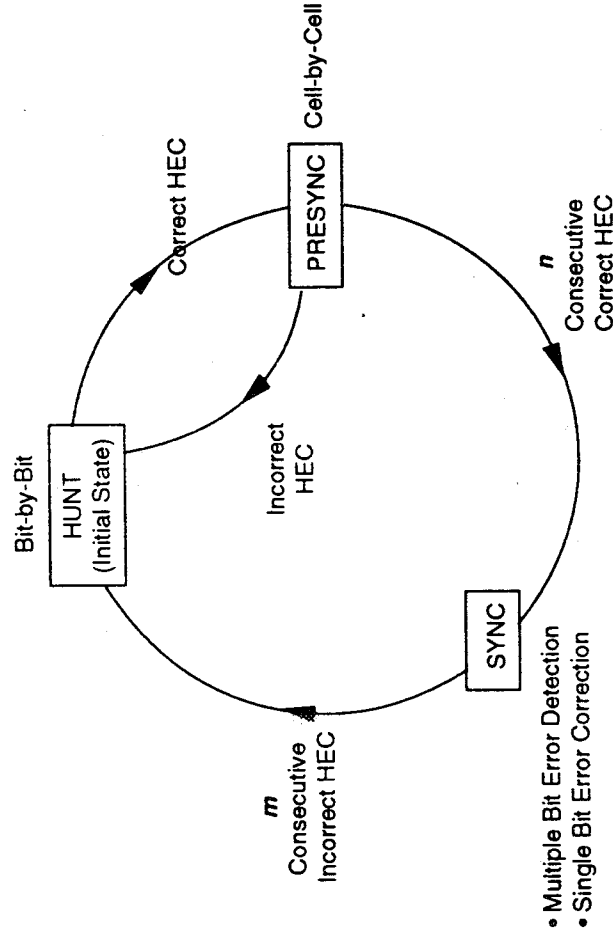 Bit-by-Bit
HUNT
(Initial State)
Correct HEC
PRESYNC
Cell-by-Cell
Incorrect
HEC
n
Consecutive
Correct HEC
SYNC
• Multiple Bit Error Detection
• Single Bit Error Correction
m
Consecutive
Incorrect HEC